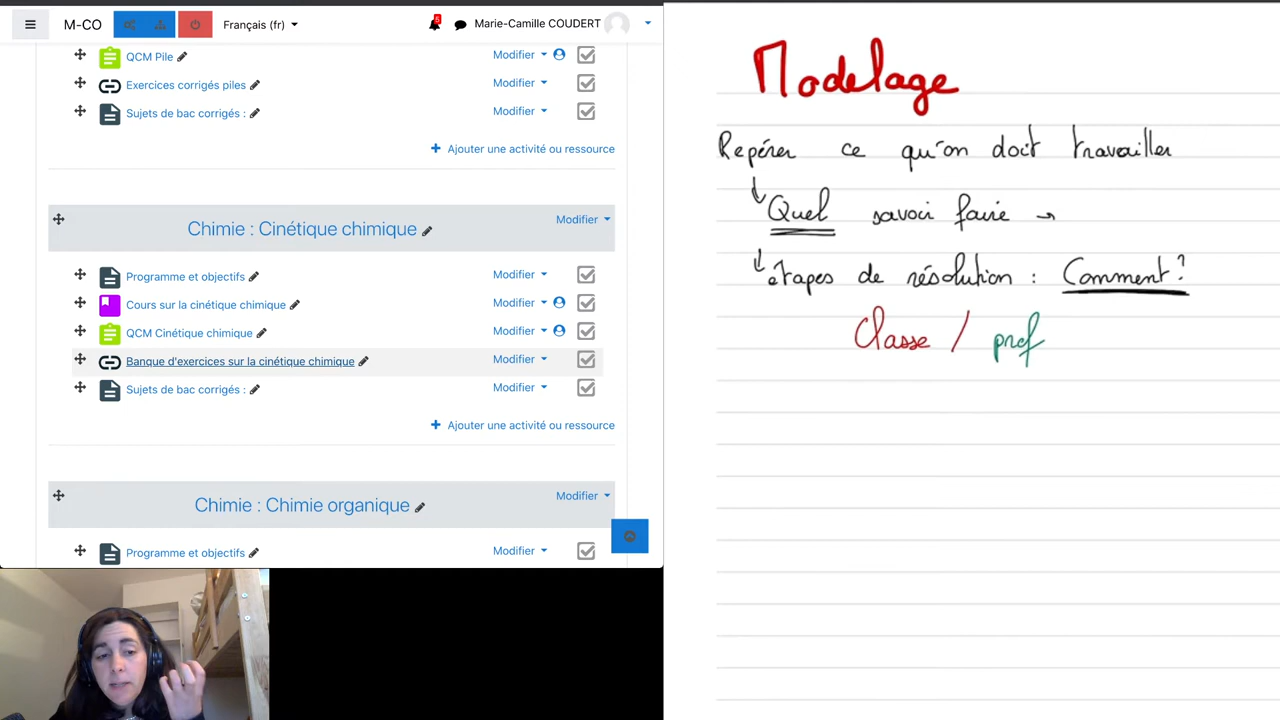 M-CO
Français (fr)
5
Marie-Camille COUDERT
QCM Pile
Modifier
Exercices corrigés piles
Modifier
Sujets de bac corrigés :
Modifier
Ajouter une activité ou ressource
Chimie : Cinétique chimique
Modifier
Programme et objectifs
Modifier
Cours sur la cinétique chimique
Modifier
QCM Cinétique chimique
Modifier
Banque d'exercices sur la cinétique chimique
Modifier
Sujets de bac corrigés :
Modifier
Ajouter une activité ou ressource
Chimie : Chimie organique
Modifier
Programme et objectifs
Modifier
Modelage
Repérer ce qu'on doit travailler
↳ Quel savoir faire →
↳ étapes de résolution : Comment ?
Classe / prof